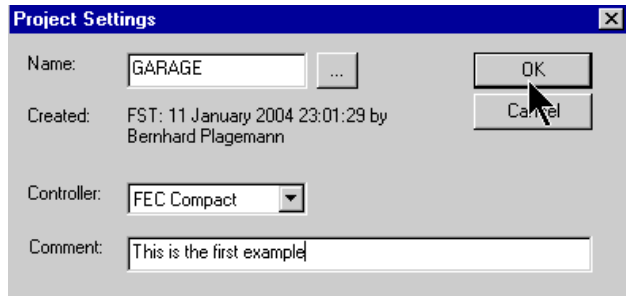 Project Settings
Name: GARAGE ...
OK
Created: FST: 11 January 2004 23:01:29 by
Bernhard Plagemann
Cancel
Controller: FEC Compact
Comment: This is the first example